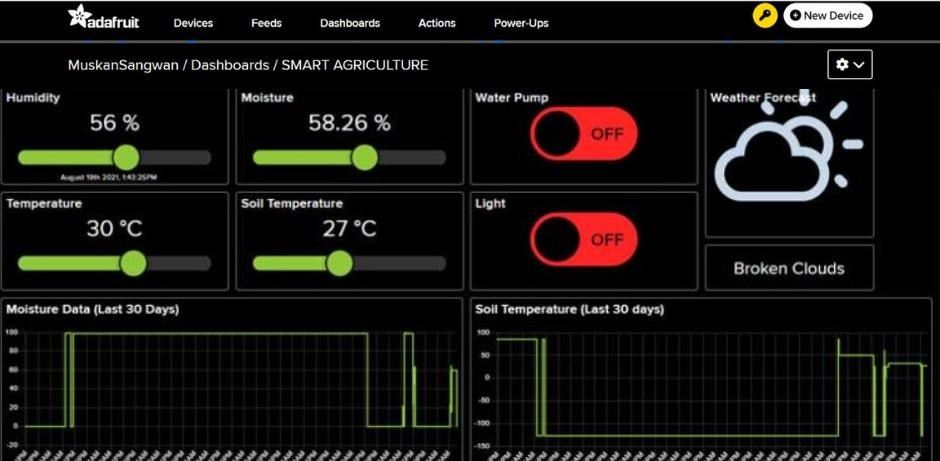 adafruit Devices Feeds Dashboards Actions Power-Ups New Device
MuskanSangwan / Dashboards / SMART AGRICULTURE
Humidity
56 %
August 19th 2021, 1:43:25PM
Moisture
58.26 %
Water Pump
OFF
Weather Forecast
Temperature
30 °C
Soil Temperature
27 °C
Light
OFF
Broken Clouds
Moisture Data (Last 30 Days)
100
80
60
40
20
0
-20
Soil Temperature (Last 30 days)
100
50
0
-50
-100
-150